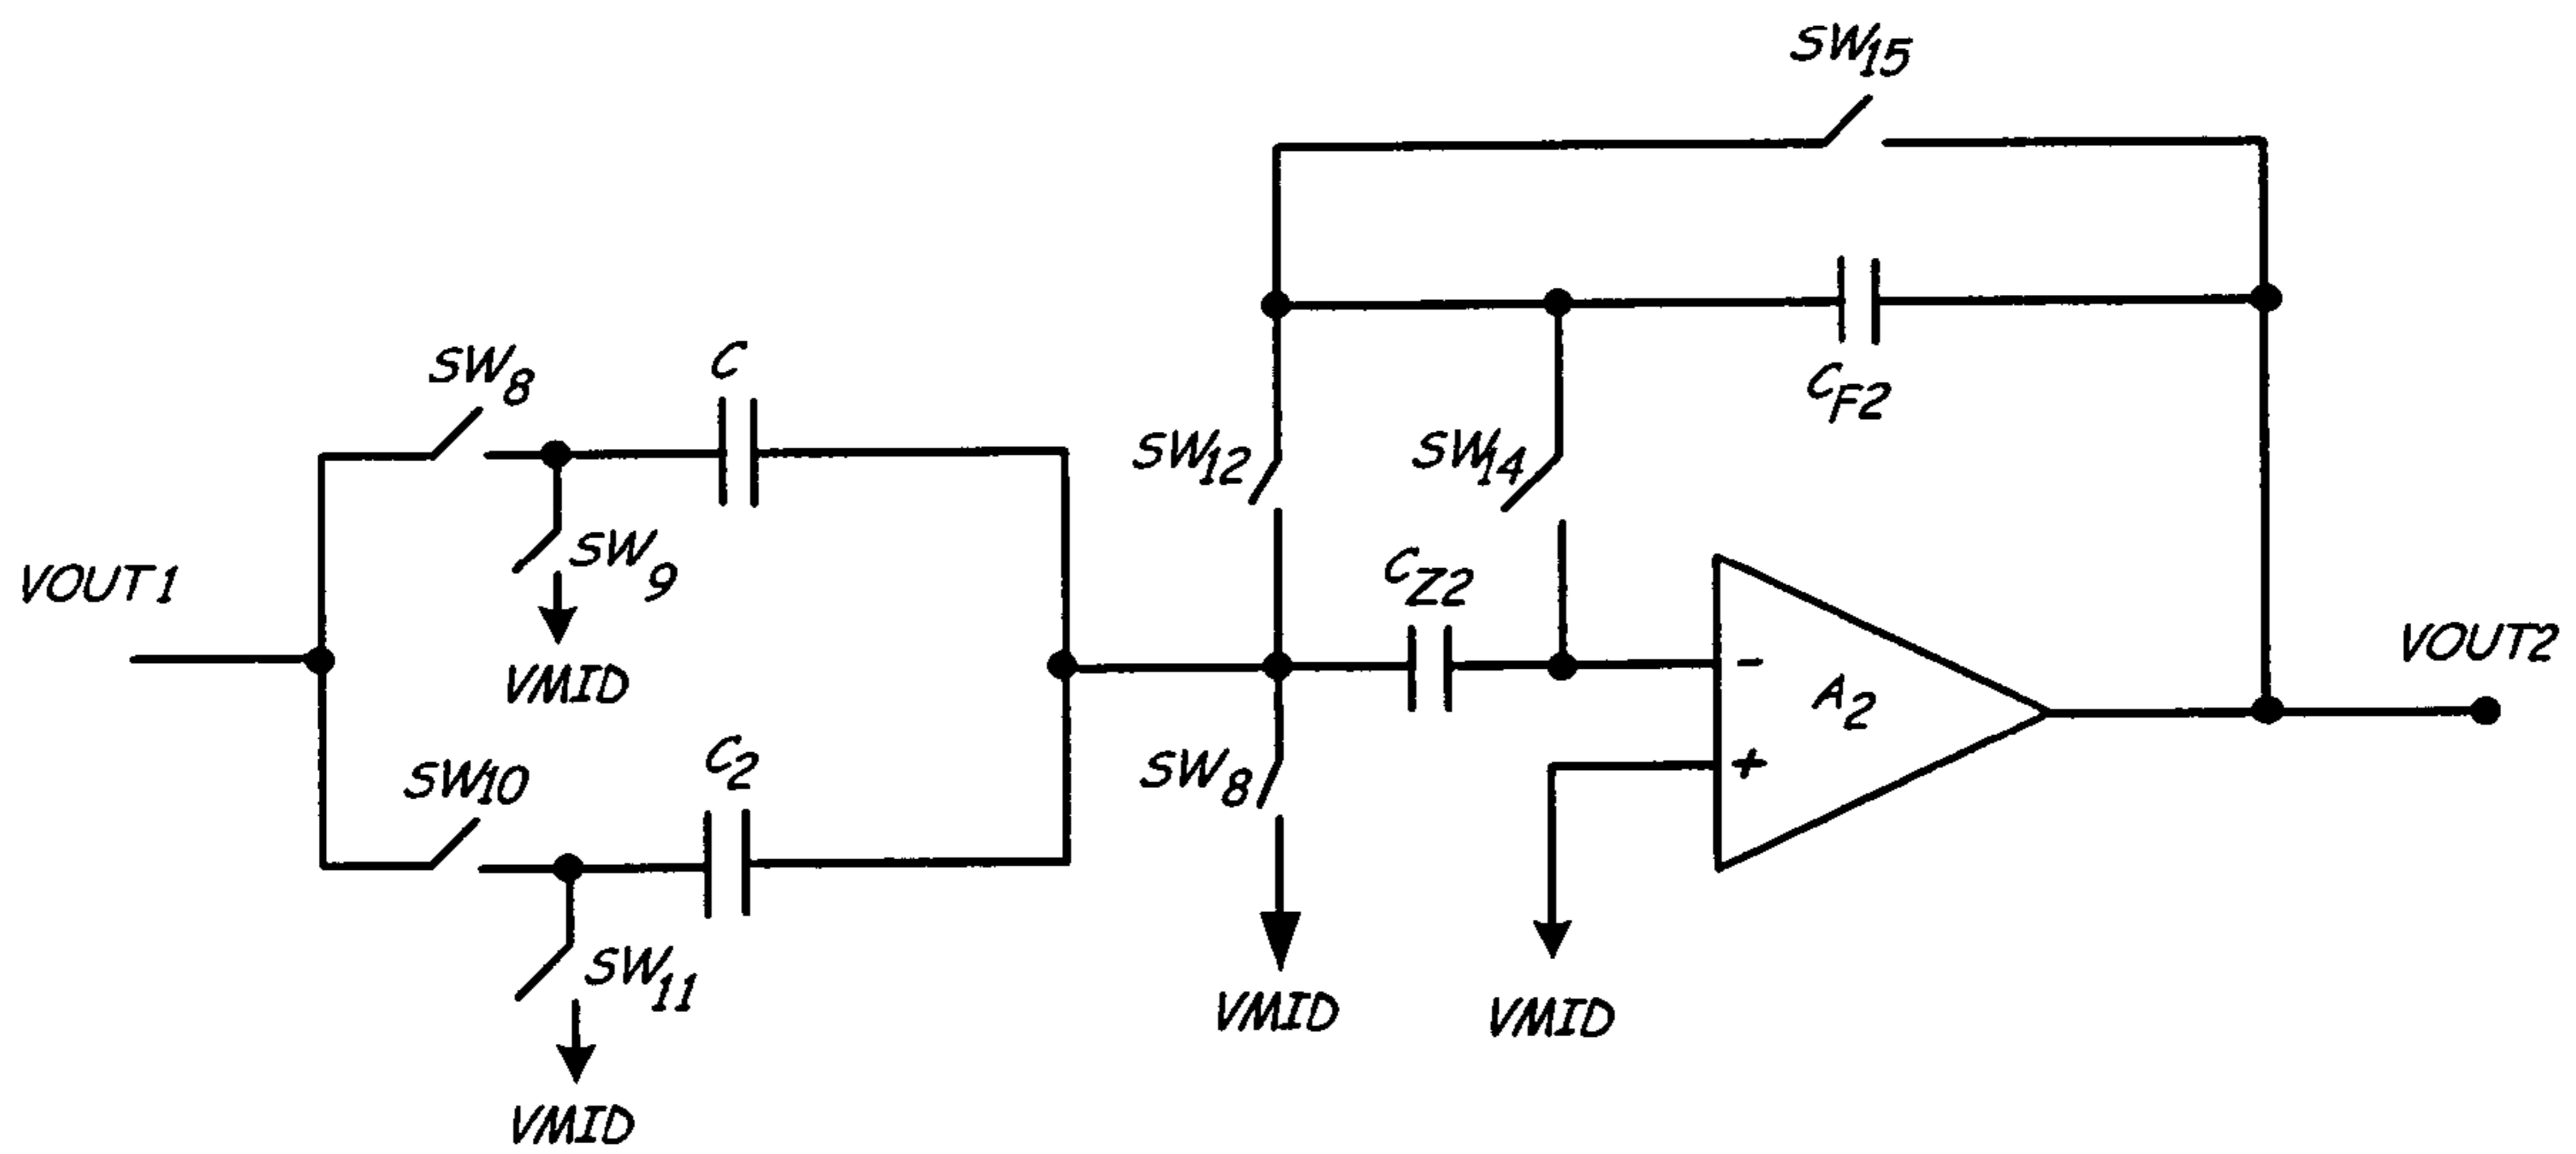 SW15
SW8
C
CF2
SW12
SW14
SW9
CZ2
VOUT1
VMID
-
A2
VOUT2
SW10
C2
SW8
+
SW11
VMID
VMID
VMID